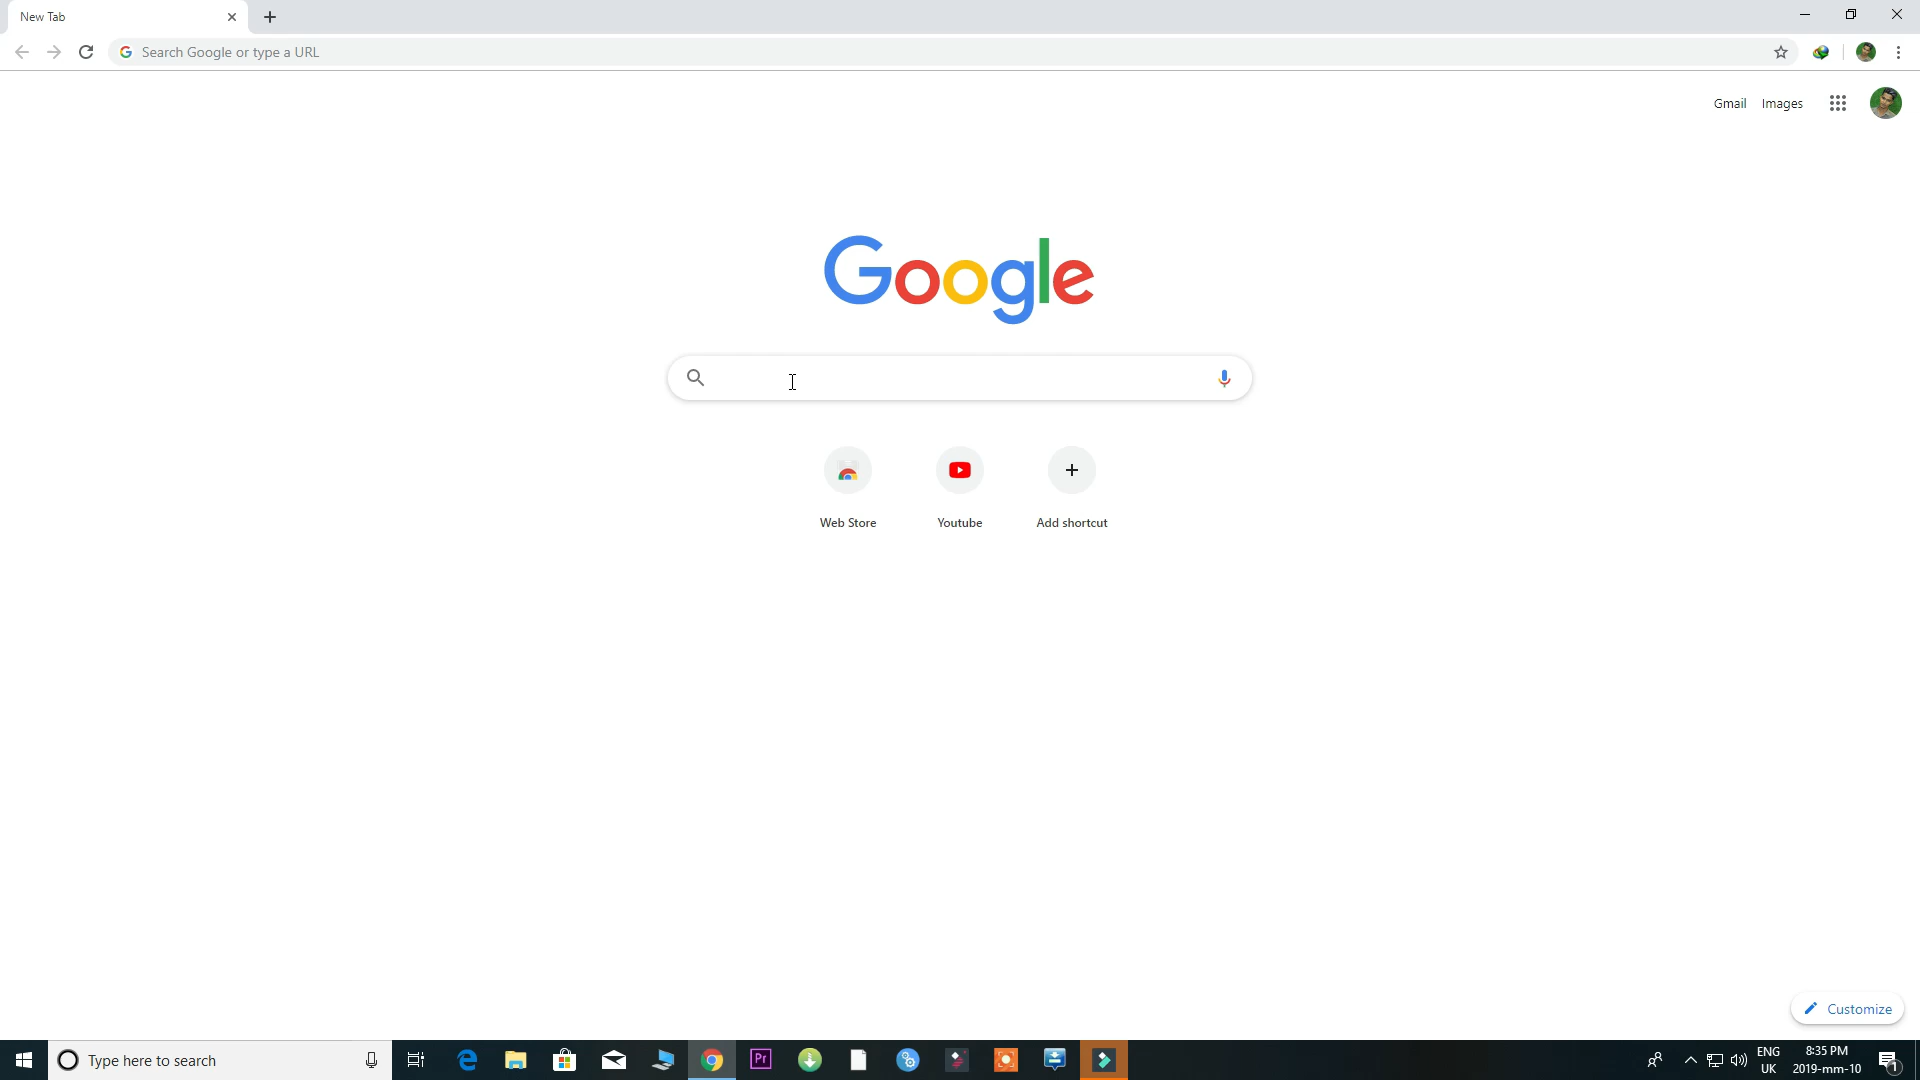 New Tab
Search Google or type a URL
Gmail Images
Google
Web Store Youtube Add shortcut
Customize
Type here to search
Pr
ENG 8:35 PM
UK 2019-mm-10
1